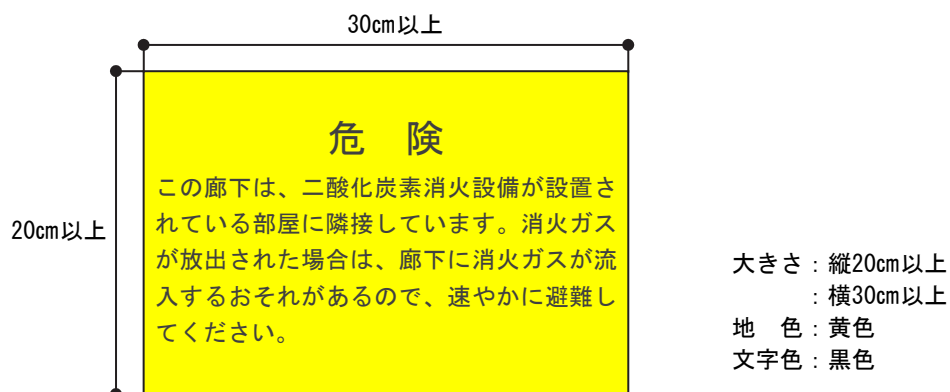 30cm以上
20cm以上
危　険
この廊下は、二酸化炭素消火設備が設置さ
れている部屋に隣接しています。消火ガス
が放出された場合は、廊下に消火ガスが流
入するおそれがあるので、速やかに避難し
てください。
大きさ：縦20cm以上
：横30cm以上
地　色：黄色
文字色：黒色